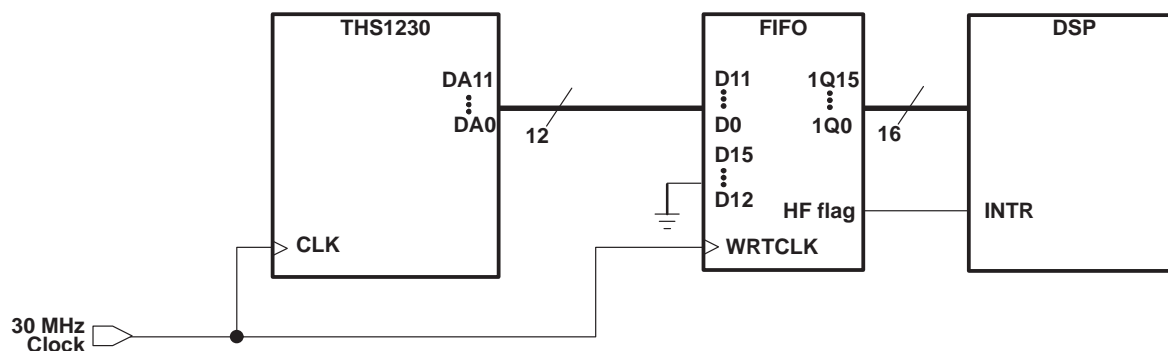 THS1230
FIFO
DSP
DA11
DA0
12
D11
D0
D15
D12
1Q15
1Q0
16
HF flag
INTR
CLK
WRTCLK
30 MHz
Clock